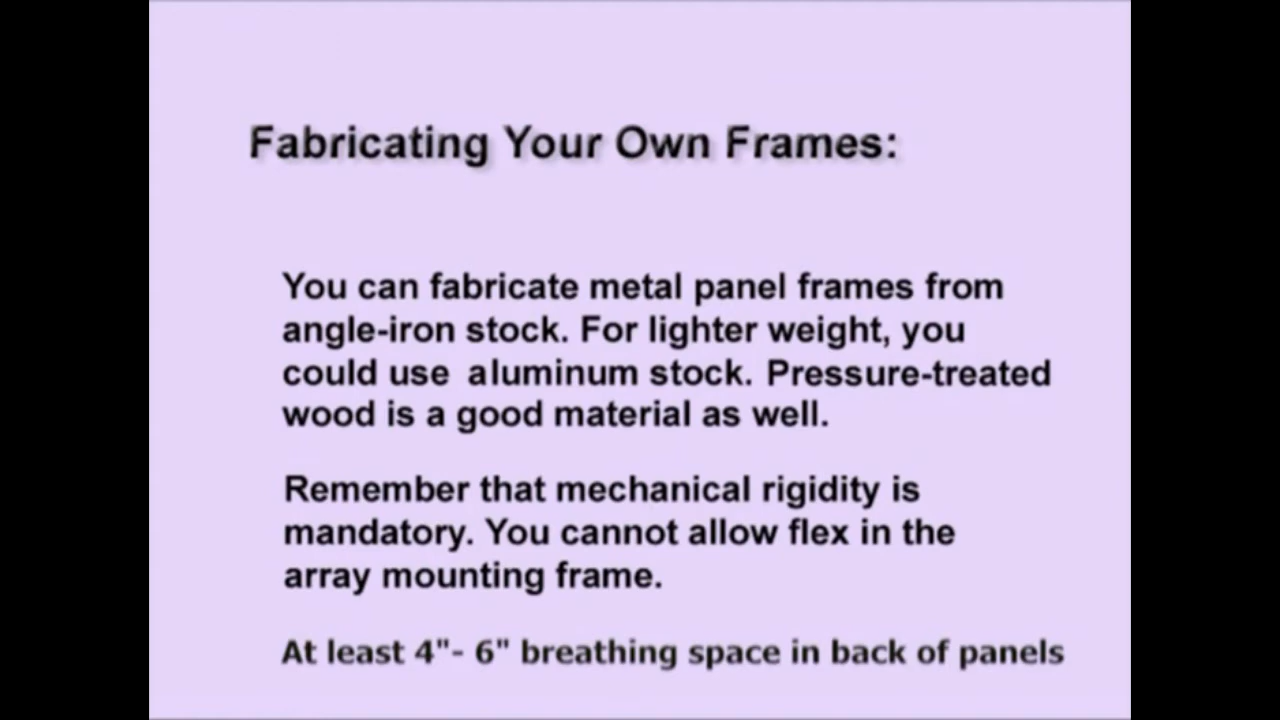 Fabricating Your Own Frames:
You can fabricate metal panel frames from
angle-iron stock. For lighter weight, you
could use aluminum stock. Pressure-treated
wood is a good material as well.
Remember that mechanical rigidity is
mandatory. You cannot allow flex in the
array mounting frame.
At least 4"- 6" breathing space in back of panels